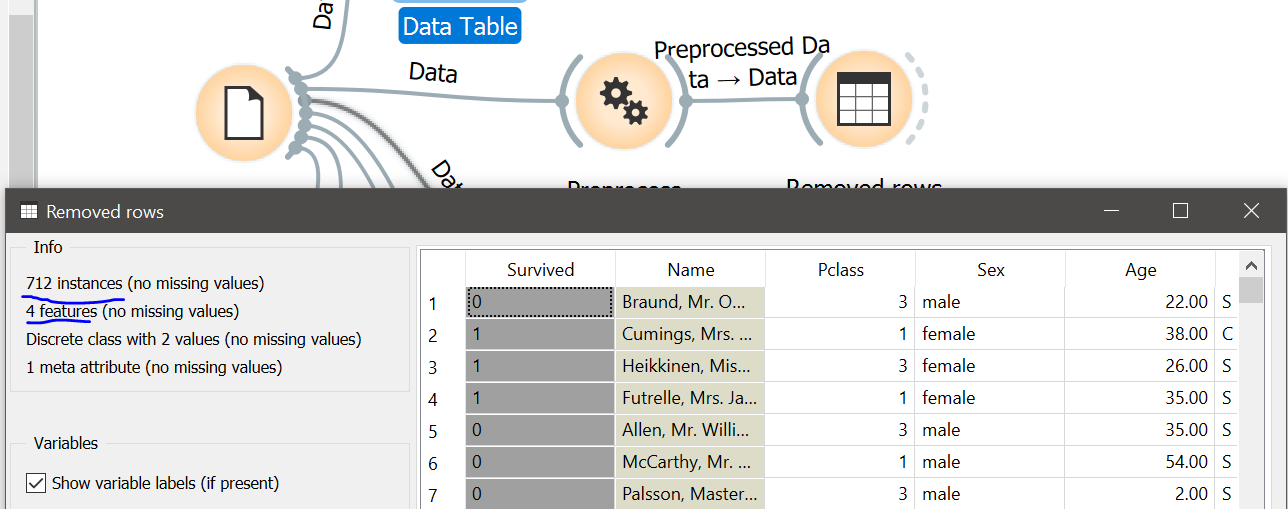 Da
Data Table
Data
Preprocessed Da
ta → Data
Dat
Preprocess
Removed rows
Removed rows
Info
712 instances (no missing values)
4 features (no missing values)
Discrete class with 2 values (no missing values)
1 meta attribute (no missing values)
Variables
Show variable labels (if present)
Survived Name Pclass Sex Age
1 0 Braund, Mr. O... 3 male 22.00 S
2 1 Cumings, Mrs. ... 1 female 38.00 C
3 1 Heikkinen, Mis... 3 female 26.00 S
4 1 Futrelle, Mrs. Ja... 1 female 35.00 S
5 0 Allen, Mr. Willi... 3 male 35.00 S
6 0 McCarthy, Mr. ... 1 male 54.00 S
7 0 Palsson, Master... 3 male 2.00 S